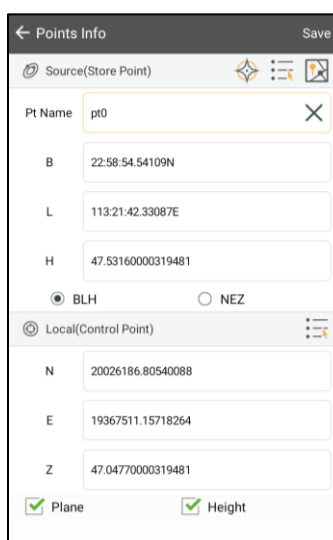 Points Info Save
Source(Store Point)
Pt Name pt0
B 22:58:54.54109N
L 113:21:42.33087E
H 47.53160000319481
BLH NEZ
Local(Control Point)
N 20026186.80540088
E 19367511.15718264
Z 47.04770000319481
Plane Height